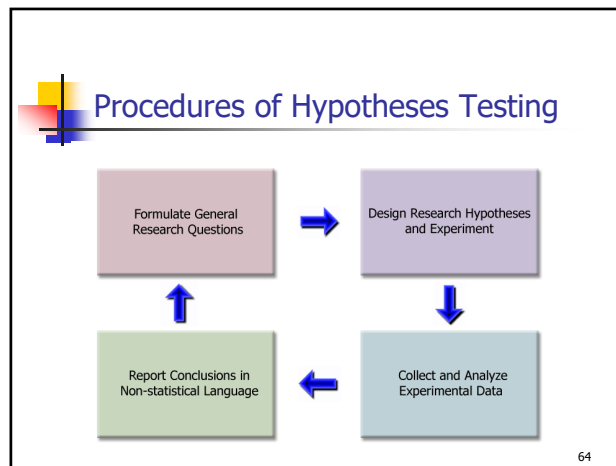 Procedures of Hypotheses Testing
Formulate General
Research Questions
Design Research Hypotheses
and Experiment
Report Conclusions in
Non-statistical Language
Collect and Analyze
Experimental Data
64